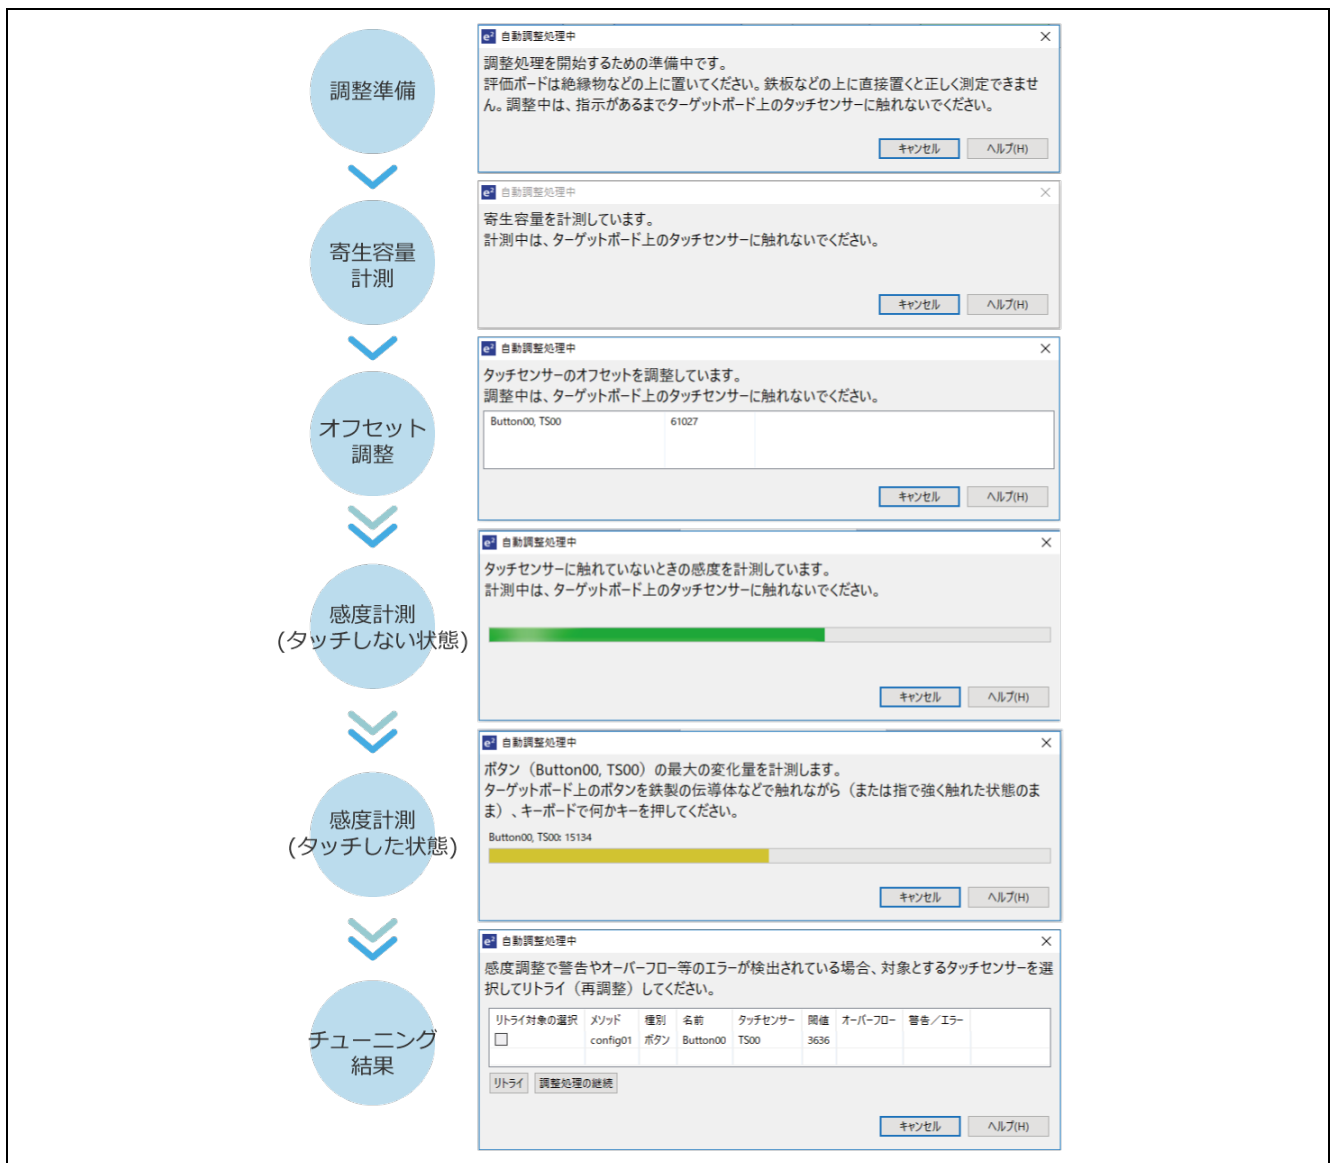 調整準備
自動調整処理中
調整処理を開始するための準備中です。
評価ボードは絶縁物などの上に置いてください。鉄板などの上に直接置くと正しく測定できませ
ん。調整中は、指示があるまでターゲットボード上のタッチセンサーに触れないでください。
キャンセル
ヘルプ(H)
寄生容量
計測
自動調整処理中
寄生容量を計測しています。
計測中は、ターゲットボード上のタッチセンサーに触れないでください。
キャンセル
ヘルプ(H)
オフセット
調整
自動調整処理中
タッチセンサーのオフセットを調整しています。
調整中は、ターゲットボード上のタッチセンサーに触れないでください。
Button00, TS00 61027
キャンセル
ヘルプ(H)
感度計測
(タッチしない状態)
自動調整処理中
タッチセンサーに触れていないときの感度を計測しています。
計測中は、ターゲットボード上のタッチセンサーに触れないでください。
キャンセル
ヘルプ(H)
感度計測
(タッチした状態)
自動調整処理中
ボタン（Button00, TS00）の最大の変化量を計測します。
ターゲットボード上のボタンを鉄製の伝導体などで触れながら（または指で強く触れた状態のま
ま）、キーボードで何かキーを押してください。
Button00, TS00: 15134
キャンセル
ヘルプ(H)
チューニング
結果
自動調整処理中
感度調整で警告やオーバーフロー等のエラーが検出されている場合、対象とするタッチセンサーを選
択してリトライ（再調整）してください。
リトライ対象の選択 メソッド 種別 名前 タッチセンサー 閾値 オーバーフロー 警告／エラー
config01 ボタン Button00 TS00 3636
リトライ
調整処理の継続
キャンセル
ヘルプ(H)